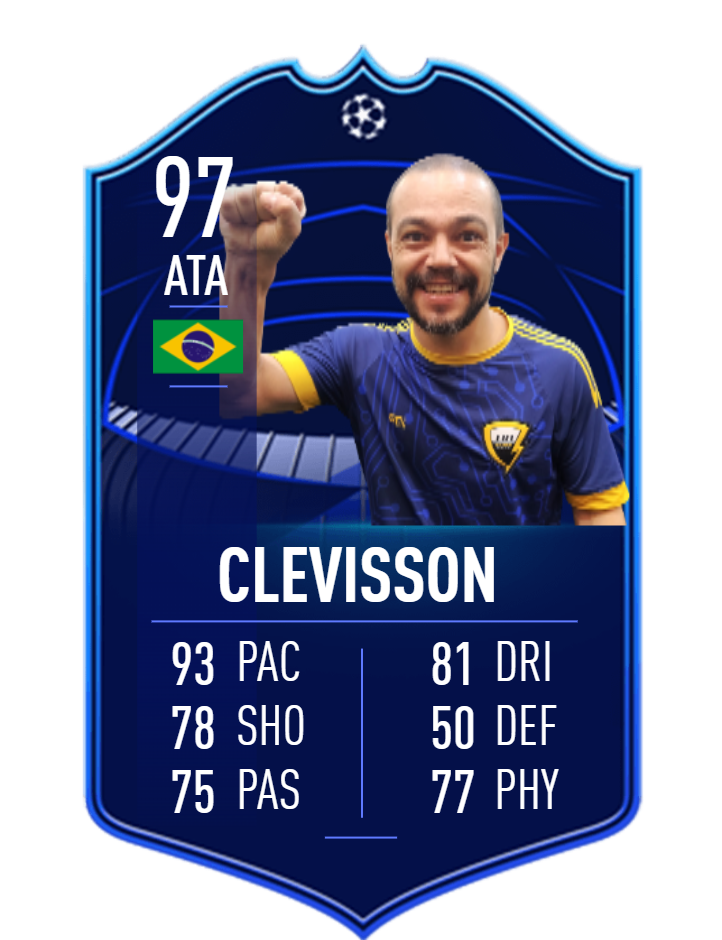 97
ATA
CLEVISSON
93 PAC
81 DRI
78 SHO
50 DEF
75 PAS
77 PHY